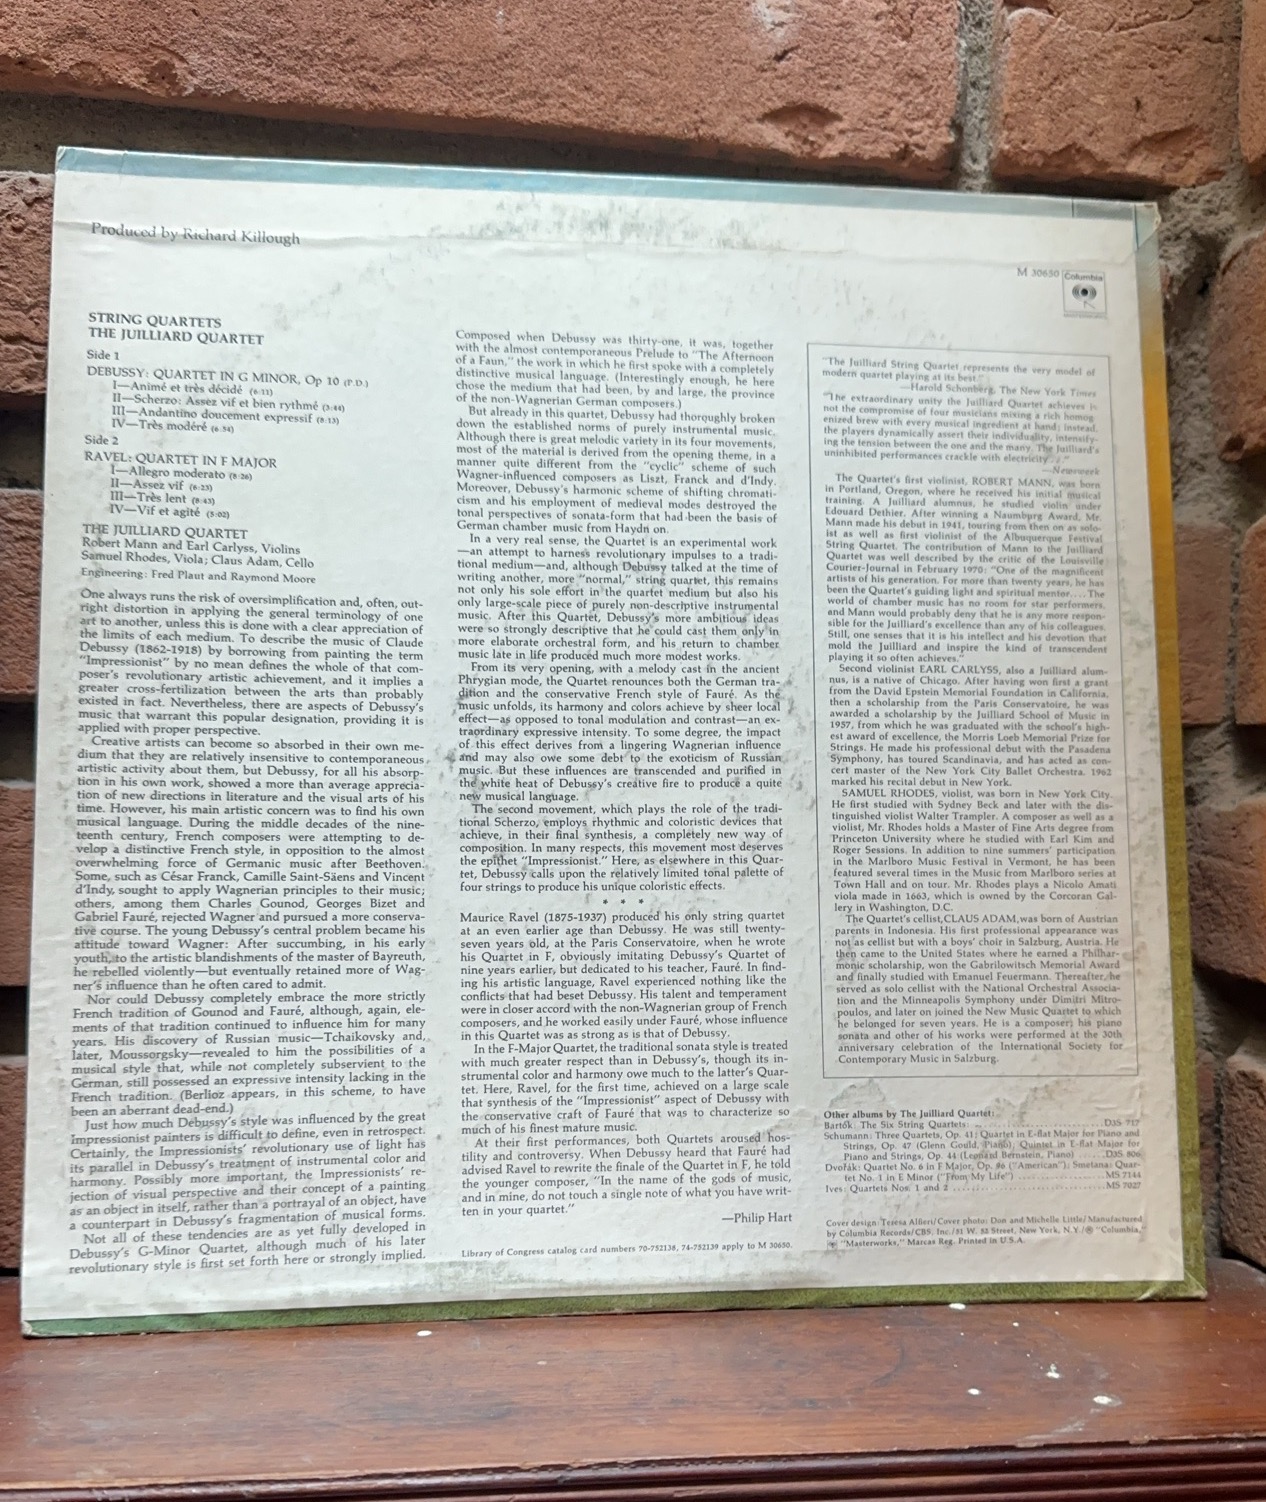 Produced by Richard Killough
M 30650
Columbia
STRING QUARTETS
THE JUILLIARD QUARTET
Side 1
DEBUSSY: QUARTET IN G MINOR, Op 10 (P.D.)
I—Animé et très décidé (6:11)
II—Scherzo: Assez vif et bien rythmé (3:44)
III—Andantino doucement expressif (8:13)
IV—Très modéré (6:54)
Side 2
RAVEL: QUARTET IN F MAJOR
I—Allegro moderato (8:26)
II—Assez vif (6:23)
III—Très lent (8:43)
IV—Vif et agité (5:02)
THE JUILLIARD QUARTET
Robert Mann and Earl Carlyss, Violins
Samuel Rhodes, Viola; Claus Adam, Cello
Engineering: Fred Plaut and Raymond Moore
One always runs the risk of oversimplification and, often, out-
right distortion in applying the general terminology of one
art to another, unless this is done with a clear appreciation of
the limits of each medium. To describe the music of Claude
Debussy (1862-1918) by borrowing from painting the term
"Impressionist" by no mean defines the whole of that com-
poser's revolutionary artistic achievement, and it implies a
greater cross-fertilization between the arts than probably
existed in fact. Nevertheless, there are aspects of Debussy's
music that warrant this popular designation, providing it is
applied with proper perspective.
Creative artists can become so absorbed in their own me-
dium that they are relatively insensitive to contemporaneous
artistic activity about them, but Debussy, for all his absorp-
tion in his own work, showed a more than average apprecia-
tion of new directions in literature and the visual arts of his
time. However, his main artistic concern was to find his own
musical language. During the middle decades of the nine-
teenth century, French composers were attempting to de-
velop a distinctive French style, in opposition to the almost
overwhelming force of Germanic music after Beethoven.
Some, such as César Franck, Camille Saint-Säens and Vincent
d'Indy, sought to apply Wagnerian principles to their music;
others, among them Charles Gounod, Georges Bizet and
Gabriel Fauré, rejected Wagner and pursued a more conserva-
tive course. The young Debussy's central problem became his
attitude toward Wagner: After succumbing, in his early
youth, to the artistic blandishments of the master of Bayreuth,
he rebelled violently—but eventually retained more of Wag-
ner's influence than he often cared to admit.
Nor could Debussy completely embrace the more strictly
French tradition of Gounod and Fauré, although, again, ele-
ments of that tradition continued to influence him for many
years. His discovery of Russian music—Tchaikovsky and,
later, Moussorgsky—revealed to him the possibilities of a
musical style that, while not completely subservient to the
German, still possessed an expressive intensity lacking in the
French tradition. (Berlioz appears, in this scheme, to have
been an aberrant dead-end.)
Just how much Debussy's style was influenced by the great
impressionist painters is difficult to define, even in retrospect.
Certainly, the Impressionists' revolutionary use of light has
its parallel in Debussy's treatment of instrumental color and
harmony. Possibly more important, the Impressionists' re-
jection of visual perspective and their concept of a painting
as an object in itself, rather than a portrayal of an object, have
a counterpart in Debussy's fragmentation of musical forms.
Not all of these tendencies are as yet fully developed in
Debussy's G-Minor Quartet, although much of his later
revolutionary style is first set forth here or strongly implied.
Composed when Debussy was thirty-one, it was, together
with the almost contemporaneous Prelude to "The Afternoon
of a Faun," the work in which he first spoke with a completely
distinctive musical language. (Interestingly enough, he here
chose the medium that had been, by and large, the province
of the non-Wagnerian German composers.)
But already in this quartet, Debussy had thoroughly broken
down the established norms of purely instrumental music.
Although there is great melodic variety in its four movements,
most of the material is derived from the opening theme, in a
manner quite different from the "cyclic" scheme of such
Wagner-influenced composers as Liszt, Franck and d'Indy.
Moreover, Debussy's harmonic scheme of shifting chromati-
cism and his employment of medieval modes destroyed the
tonal perspectives of sonata-form that had been the basis of
German chamber music from Haydn on.
In a very real sense, the Quartet is an experimental work
—an attempt to harness revolutionary impulses to a tradi-
tional medium—and, although Debussy talked at the time of
writing another, more "normal," string quartet, this remains
not only his sole effort in the quartet medium but also his
only large-scale piece of purely non-descriptive instrumental
music. After this Quartet, Debussy's more ambitious ideas
were so strongly descriptive that he could cast them only in
more elaborate orchestral form, and his return to chamber
music late in life produced much more modest works.
From its very opening, with a melody cast in the ancient
Phrygian mode, the Quartet renounces both the German tra-
dition and the conservative French style of Fauré. As the
music unfolds, its harmony and colors achieve by sheer local
effect—as opposed to tonal modulation and contrast—an ex-
traordinary expressive intensity. To some degree, the impact
of this effect derives from a lingering Wagnerian influence
and may also owe some debt to the exoticism of Russian
music. But these influences are transcended and purified in
the white heat of Debussy's creative fire to produce a quite
new musical language.
The second movement, which plays the role of the tradi-
tional Scherzo, employs rhythmic and coloristic devices that
achieve, in their final synthesis, a completely new way of
composition. In many respects, this movement most deserves
the epithet "Impressionist." Here, as elsewhere in this Quar-
tet, Debussy calls upon the relatively limited tonal palette of
four strings to produce his unique coloristic effects.
* * *
Maurice Ravel (1875-1937) produced his only string quartet
at an even earlier age than Debussy. He was still twenty-
seven years old, at the Paris Conservatoire, when he wrote
his Quartet in F, obviously imitating Debussy's Quartet of
nine years earlier, but dedicated to his teacher, Fauré. In find-
ing his artistic language, Ravel experienced nothing like the
conflicts that had beset Debussy. His talent and temperament
were in closer accord with the non-Wagnerian group of French
composers, and he worked easily under Fauré, whose influence
in this Quartet was as strong as is that of Debussy.
In the F-Major Quartet, the traditional sonata style is treated
with much greater respect than in Debussy's, though its in-
strumental color and harmony owe much to the latter's Quar-
tet. Here, Ravel, for the first time, achieved on a large scale
that synthesis of the "Impressionist" aspect of Debussy with
the conservative craft of Fauré that was to characterize so
much of his finest mature music.
At their first performances, both Quartets aroused hos-
tility and controversy. When Debussy heard that Fauré had
advised Ravel to rewrite the finale of the Quartet in F, he told
the younger composer, "In the name of the gods of music,
and in mine, do not touch a single note of what you have writ-
ten in your quartet."
—Philip Hart
Library of Congress catalog card numbers 70-752138, 74-752139 apply to M 30650.
"The Juilliard String Quartet represents the very model of
modern quartet playing at its best."
—Harold Schonberg, The New York Times
"The extraordinary unity the Juilliard Quartet achieves is
not the compromise of four musicians mixing a rich homog-
enized brew with every musical ingredient at hand; instead,
the players dynamically assert their individuality, intensify-
ing the tension between the one and the many. The Juilliard's
uninhibited performances crackle with electricity . . ."
—Newsweek
The Quartet's first violinist, ROBERT MANN, was born
in Portland, Oregon, where he received his initial musical
training. A Juilliard alumnus, he studied violin under
Edouard Dethier. After winning a Naumburg Award, Mr.
Mann made his debut in 1941, touring from then on as solo-
ist as well as first violinist of the Albuquerque Festival
String Quartet. The contribution of Mann to the Juilliard
Quartet was well described by the critic of the Louisville
Courier-Journal in February 1970: "One of the magnificent
artists of his generation. For more than twenty years, he has
been the Quartet's guiding light and spiritual mentor.... The
world of chamber music has no room for star performers,
and Mann would probably deny that he is any more respon-
sible for the Juilliard's excellence than any of his colleagues.
Still, one senses that it is his intellect and his devotion that
mold the Juilliard and inspire the kind of transcendent
playing it so often achieves."
Second violinist EARL CARLYSS, also a Juilliard alum-
nus, is a native of Chicago. After having won first a grant
from the David Epstein Memorial Foundation in California,
then a scholarship from the Paris Conservatoire, he was
awarded a scholarship by the Juilliard School of Music in
1957, from which he was graduated with the school's high-
est award of excellence, the Morris Loeb Memorial Prize for
Strings. He made his professional debut with the Pasadena
Symphony, has toured Scandinavia, and has acted as con-
cert master of the New York City Ballet Orchestra. 1962
marked his recital debut in New York.
SAMUEL RHODES, violist, was born in New York City.
He first studied with Sydney Beck and later with the dis-
tinguished violist Walter Trampler. A composer as well as a
violist, Mr. Rhodes holds a Master of Fine Arts degree from
Princeton University where he studied with Earl Kim and
Roger Sessions. In addition to nine summers' participation
in the Marlboro Music Festival in Vermont, he has been
featured several times in the Music from Marlboro series at
Town Hall and on tour. Mr. Rhodes plays a Nicolo Amati
viola made in 1663, which is owned by the Corcoran Gal-
lery in Washington, D.C.
The Quartet's cellist, CLAUS ADAM, was born of Austrian
parents in Indonesia. His first professional appearance was
not as cellist but with a boys' choir in Salzburg, Austria. He
then came to the United States where he earned a Philhar-
monic scholarship, won the Gabrilowitsch Memorial Award
and finally studied with Emanuel Feuermann. Thereafter, he
served as solo cellist with the National Orchestral Associa-
tion and the Minneapolis Symphony under Dimitri Mitro-
poulos, and later on joined the New Music Quartet to which
he belonged for seven years. He is a composer; his piano
sonata and other of his works were performed at the 30th
anniversary celebration of the International Society for
Contemporary Music in Salzburg.
Other albums by The Juilliard Quartet:
Bartók: The Six String Quartets: ..........D3S 717
Schumann: Three Quartets, Op. 41; Quartet in E-flat Major for Piano and
Strings, Op. 47 (Glenn Gould, Piano); Quintet in E-flat Major for
Piano and Strings, Op. 44 (Leonard Bernstein, Piano) ......D3S 806
Dvořák: Quartet No. 6 in F Major, Op. 96 ("American"); Smetana: Quar-
tet No. 1 in E Minor ("From My Life") ..........MS 7144
Ives: Quartets Nos. 1 and 2 ..........MS 7027
Cover design: Teresa Alfieri/Cover photo: Don and Michelle Little/Manufactured
by Columbia Records/CBS, Inc./51 W. 52 Street, New York, N.Y./® "Columbia,"
"Masterworks," Marcas Reg. Printed in U.S.A.